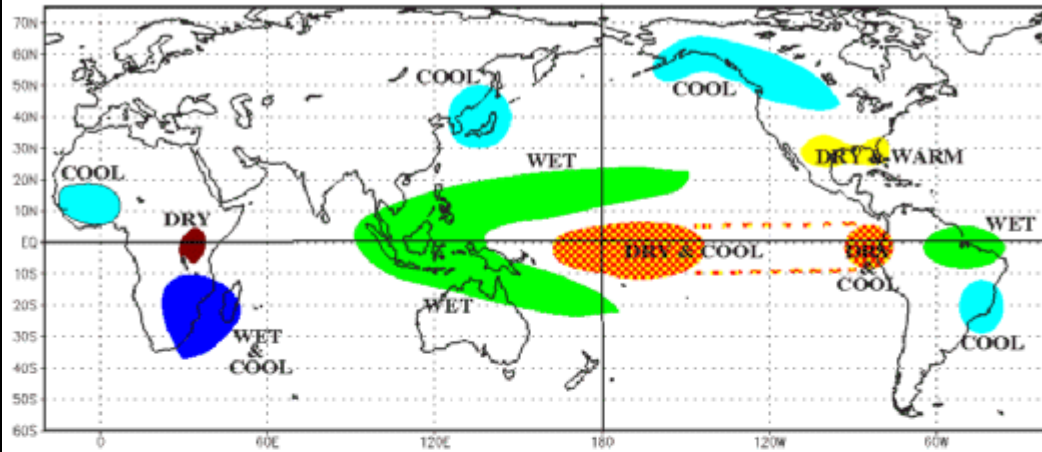 70N
60N
50N
40N
30N
20N
10N
EQ
10S
20S
30S
40S
50S
60S
COOL
COOL
COOL
DRY & WARM
WET
COOL
DRY
WET
DRY & COOL
DRY
&
COOL
WET
WET
&
COOL
COOL
0
60E
120E
180
120W
60W